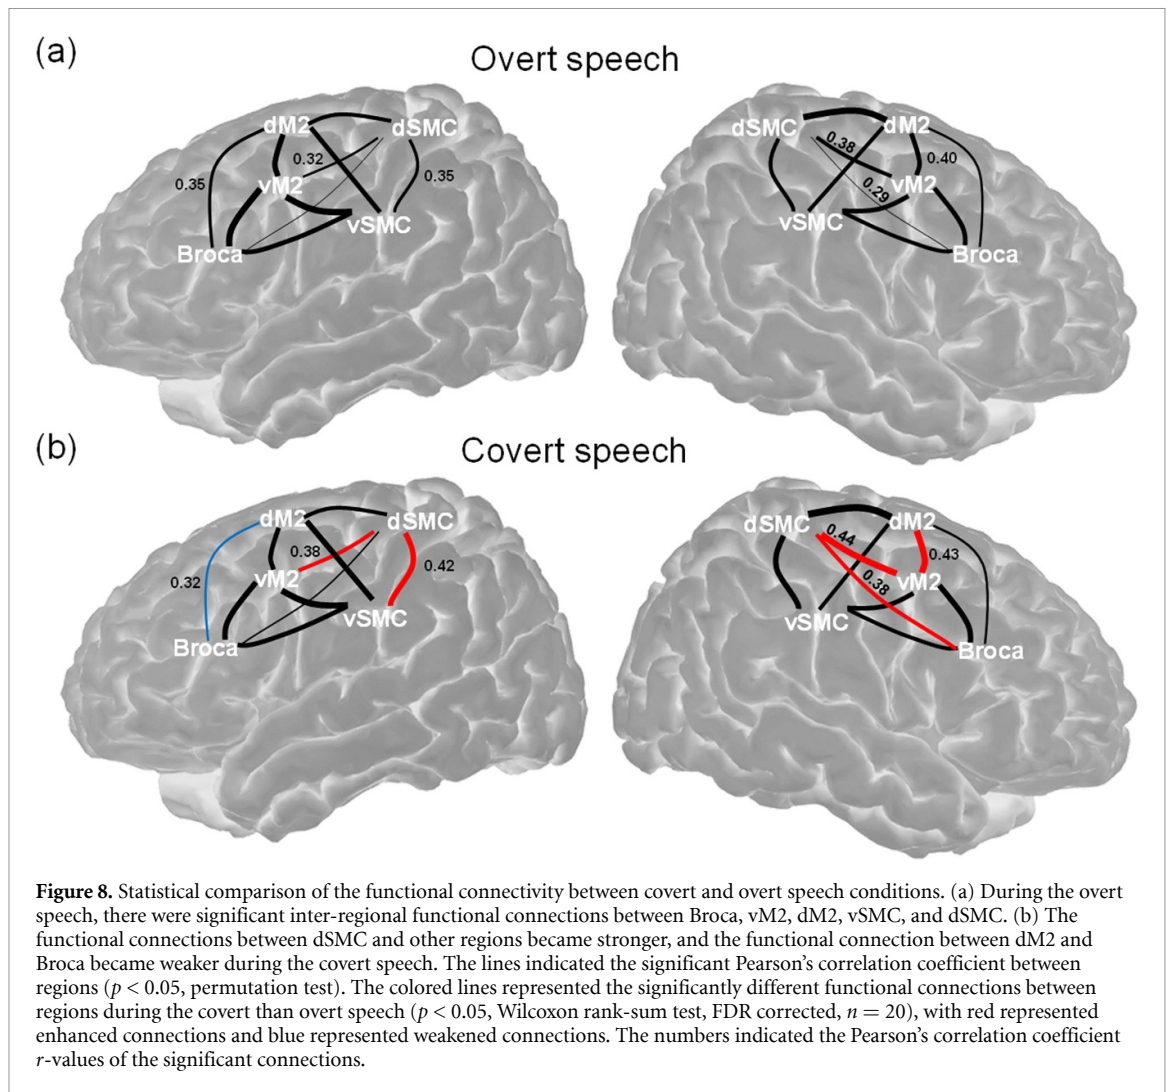 (a)
Overt speech
dM2
dSMC
0.32
0.35
vM2
0.35
vSMC
Broca
dSMC
dM2
0.38
0.40
vM2
0.29
vSMC
Broca
(b)
Covert speech
dM2
dSMC
0.38
0.42
0.32
vM2
vSMC
Broca
dSMC
dM2
0.44
0.43
0.38
vM2
vSMC
Broca
Figure 8. Statistical comparison of the functional connectivity between covert and overt speech conditions. (a) During the overt
speech, there were significant inter-regional functional connections between Broca, vM2, dM2, vSMC, and dSMC. (b) The
functional connections between dSMC and other regions became stronger, and the functional connection between dM2 and
Broca became weaker during the covert speech. The lines indicated the significant Pearson's correlation coefficient between
regions (p < 0.05, permutation test). The colored lines represented the significantly different functional connections between
regions during the covert than overt speech (p < 0.05, Wilcoxon rank-sum test, FDR corrected, n = 20), with red represented
enhanced connections and blue represented weakened connections. The numbers indicated the Pearson's correlation coefficient
r-values of the significant connections.